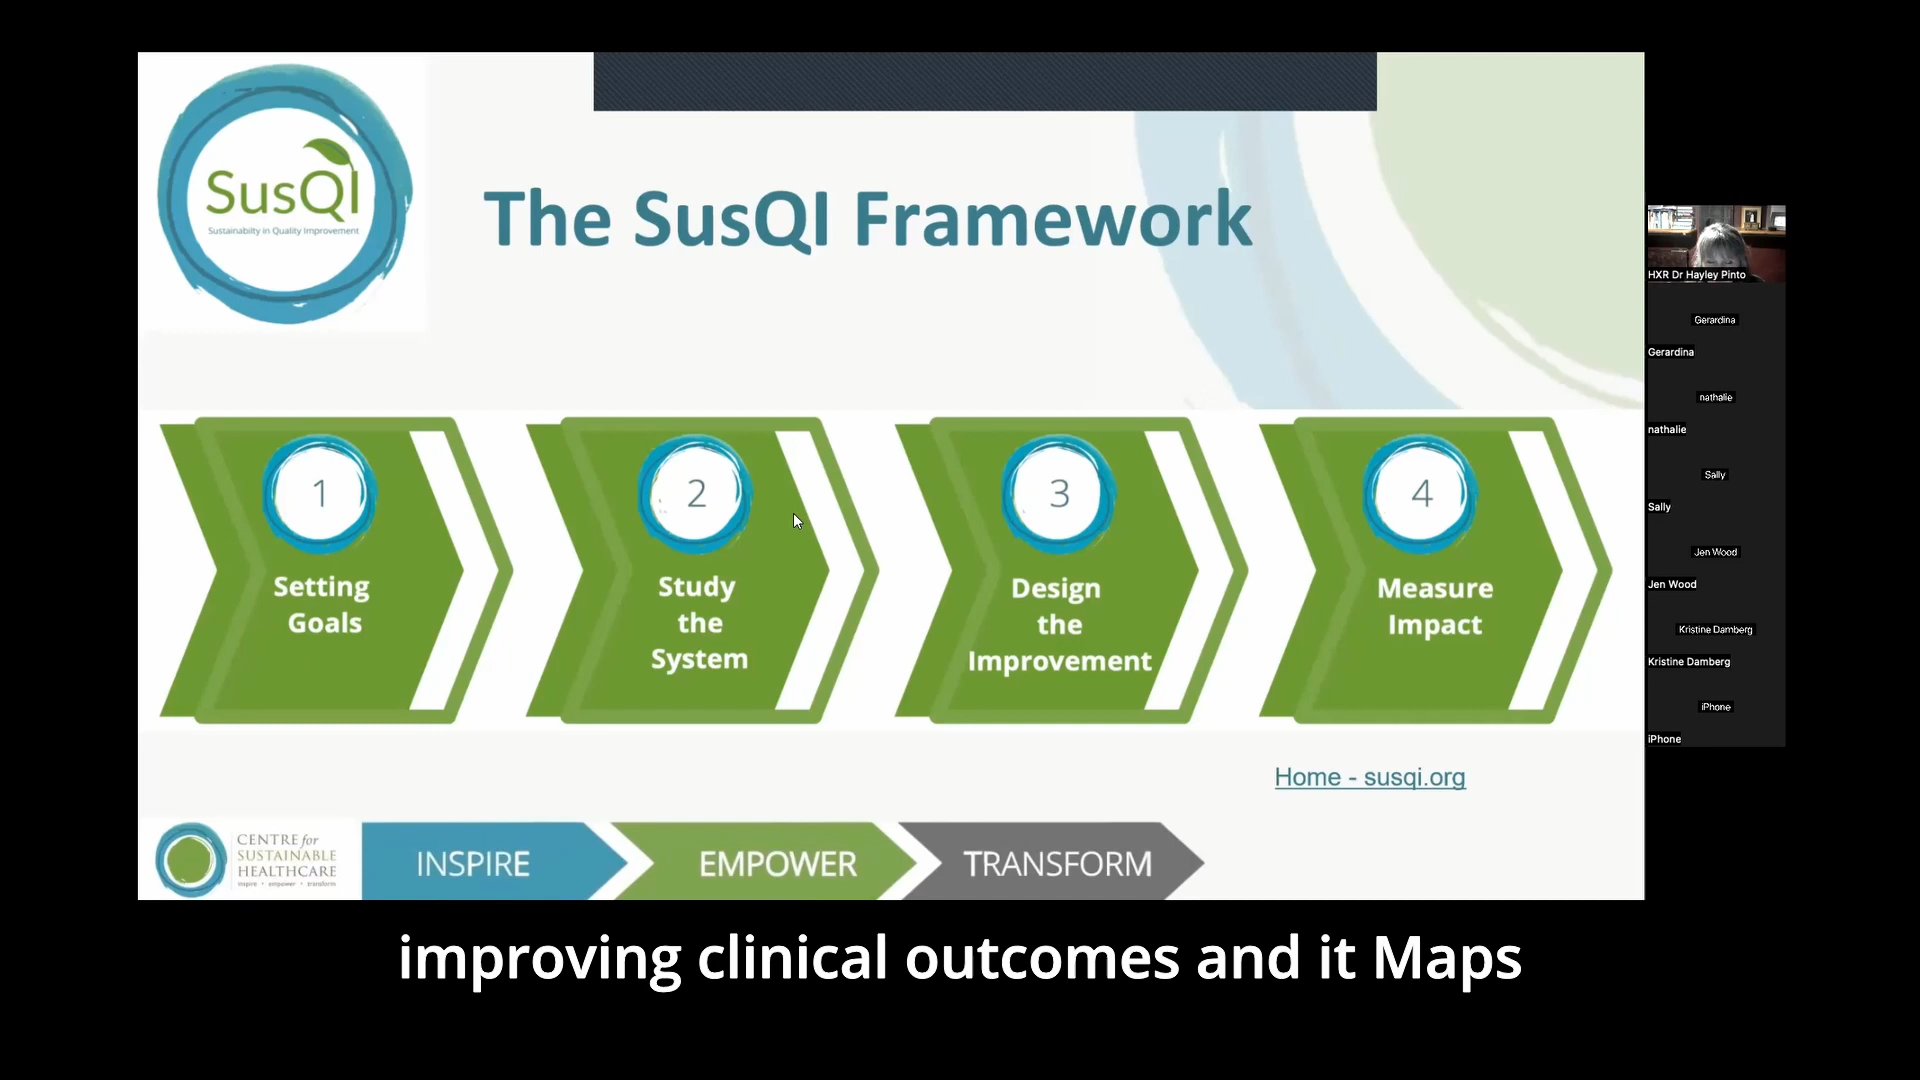 SusQI
Sustainabilty in Quality Improvement
The SusQI Framework
1
Setting
Goals
2
Study
the
System
3
Design
the
Improvement
4
Measure
Impact
Home - susqi.org
CENTRE for
SUSTAINABLE
HEALTHCARE
inspire • empower • transform
INSPIRE
EMPOWER
TRANSFORM
HXR Dr Hayley Pinto
Gerardina
Gerardina
nathalie
nathalie
Sally
Sally
Jen Wood
Jen Wood
Kristine Damberg
Kristine Damberg
iPhone
iPhone
improving clinical outcomes and it Maps